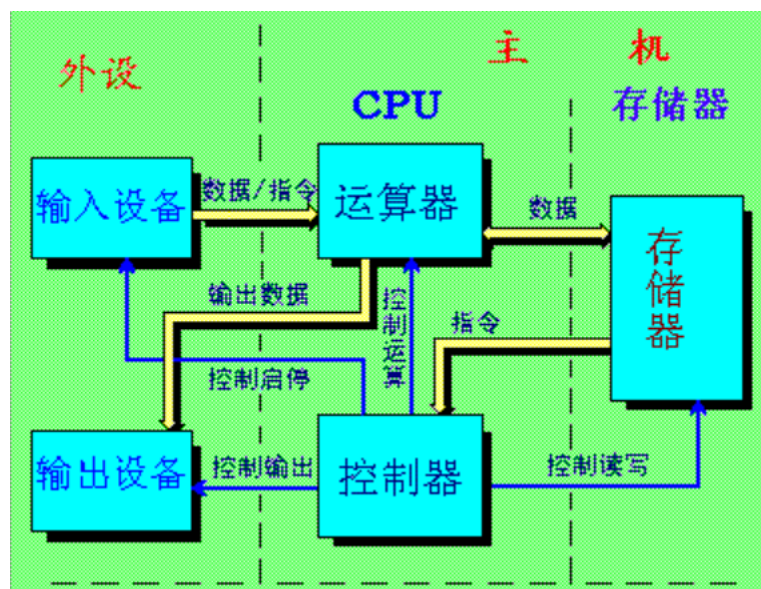 主 机
外设
CPU
存储器
输入设备
数据/指令
运算器
数据
存储器
输出数据
控制运算
指令
控制启停
输出设备
控制输出
控制器
控制读写